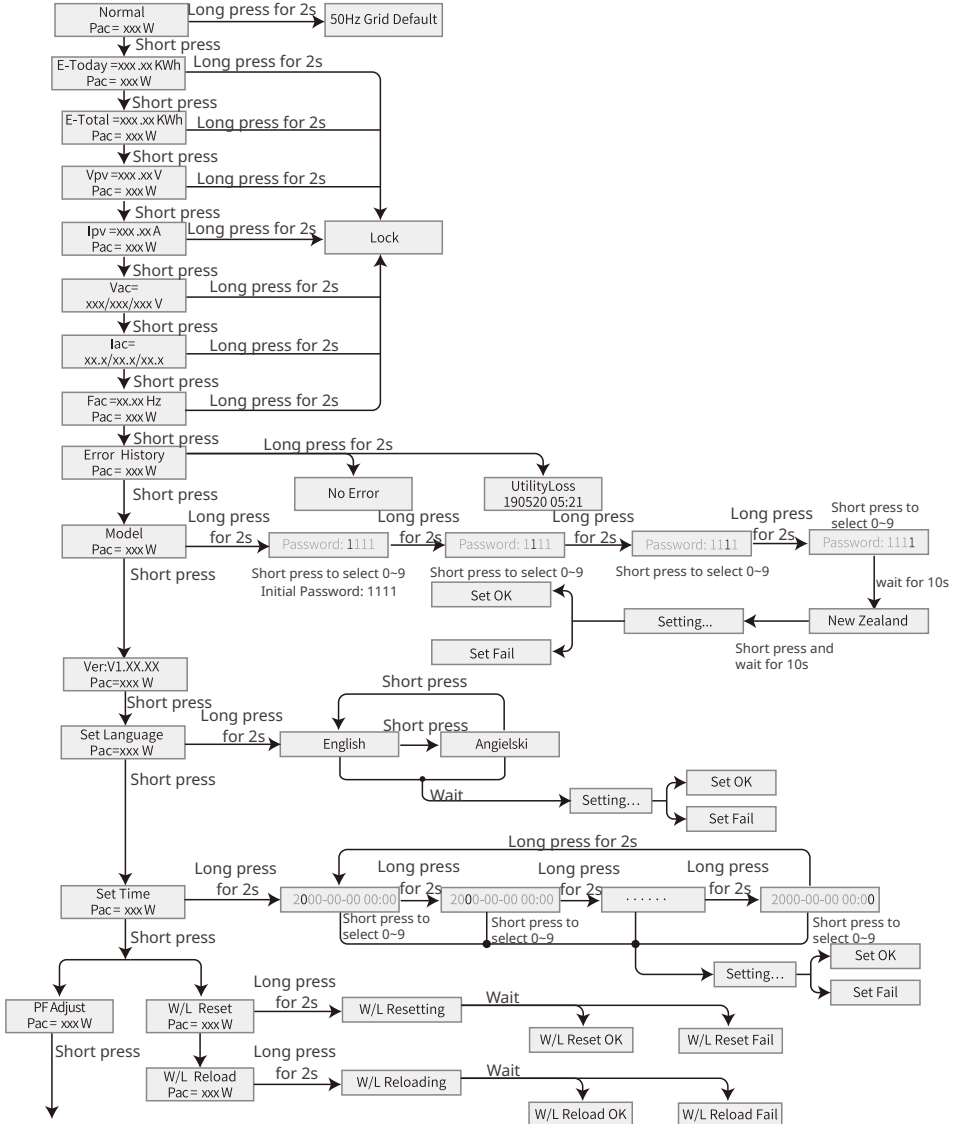 Normal
Pac= xxx W
Long press for 2s
50Hz Grid Default
Short press
E-Today =xxx.xx KWh
Pac= xxx W
Long press for 2s
Short press
E-Total =xxx.xx KWh
Pac= xxx W
Long press for 2s
Short press
Vpv =xxx.xx V
Pac= xxx W
Long press for 2s
Short press
Ipv =xxx.xx A
Pac= xxx W
Long press for 2s
Lock
Short press
Vac=
xxx/xxx/xxx V
Long press for 2s
Short press
Iac=
xx.x/xx.x/xx.x
Long press for 2s
Short press
Fac=xx.xx Hz
Pac= xxx W
Long press for 2s
Short press
Error History
Pac= xxx W
Long press for 2s
No Error
UtilityLoss
190520 05:21
Short press
Model
Pac= xxx W
Long press
for 2s
Password: 1111
Short press to select 0~9
Initial Password: 1111
Long press
for 2s
Password: 1111
Short press to select 0~9
Long press
for 2s
Password: 1111
Short press to select 0~9
Long press
for 2s
Short press to
select 0~9
Password: 1111
wait for 10s
New Zealand
Short press and
wait for 10s
Setting...
Set OK
Set Fail
Short press
Ver:V1.XX.XX
Pac=xxx W
Short press
Set Language
Pac=xxx W
Long press
for 2s
English
Short press
Angielski
Short press
Wait
Setting...
Set OK
Set Fail
Short press
Set Time
Pac= xxx W
Long press
for 2s
2000-00-00 00:00
Short press to
select 0~9
Long press
for 2s
2000-00-00 00:00
Short press to
select 0~9
Long press
for 2s
......
Long press
for 2s
2000-00-00 00:00
Short press to
select 0~9
Long press for 2s
Setting...
Set OK
Set Fail
Short press
PF Adjust
Pac= xxx W
Short press
W/L Reset
Pac= xxx W
Long press
for 2s
W/L Resetting
Wait
W/L Reset OK
W/L Reset Fail
W/L Reload
Pac= xxx W
Long press
for 2s
W/L Reloading
Wait
W/L Reload OK
W/L Reload Fail